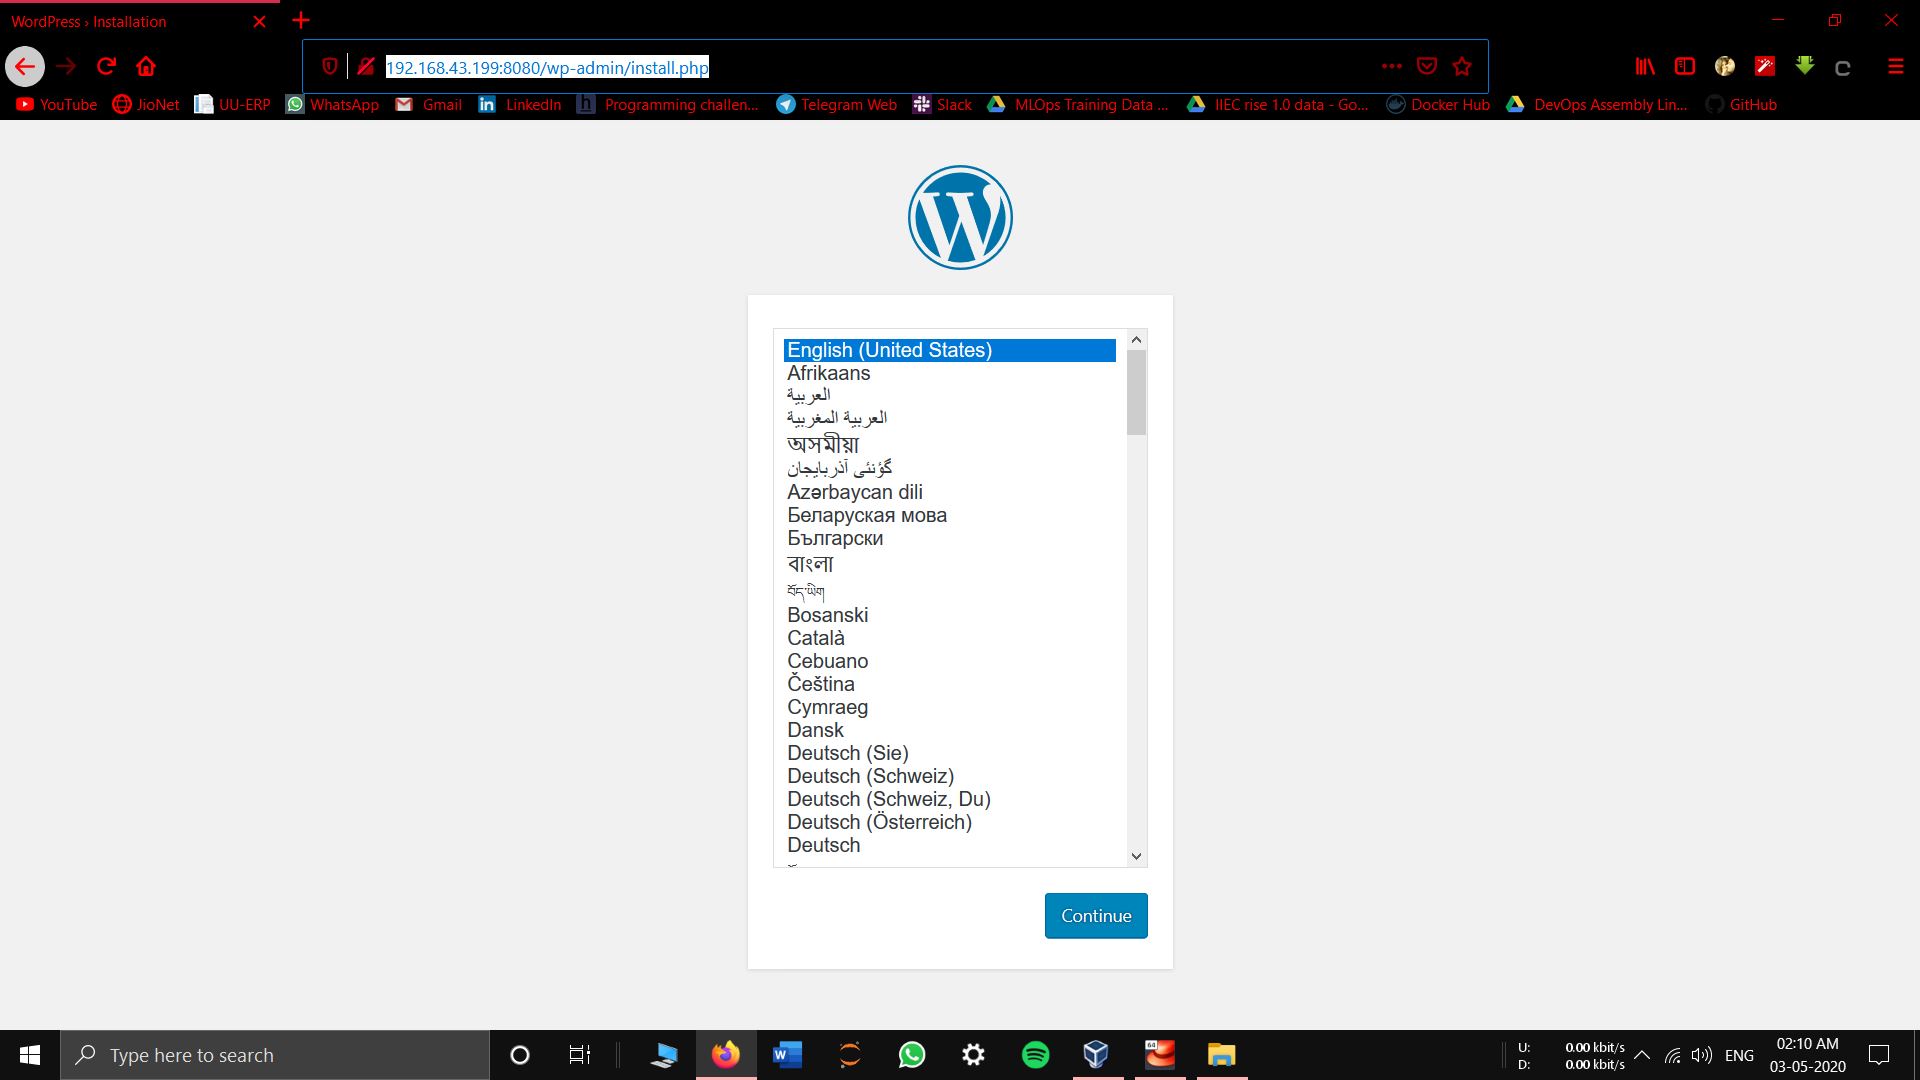 WordPress › Installation
192.168.43.199:8080/wp-admin/install.php
YouTube JioNet UU-ERP WhatsApp Gmail LinkedIn Programming challen... Telegram Web Slack MLOps Training Data ... IIEC rise 1.0 data - Go... Docker Hub DevOps Assembly Lin... GitHub
English (United States)
Afrikaans
العربية
العربية المغربية
অসমীয়া
گؤنئی آذربایجان
Azərbaycan dili
Беларуская мова
Български
বাংলা
བོད་ཡིག
Bosanski
Català
Cebuano
Čeština
Cymraeg
Dansk
Deutsch (Sie)
Deutsch (Schweiz)
Deutsch (Schweiz, Du)
Deutsch (Österreich)
Deutsch
Continue
Type here to search
U: 0.00 kbit/s
D: 0.00 kbit/s
ENG
02:10 AM
03-05-2020